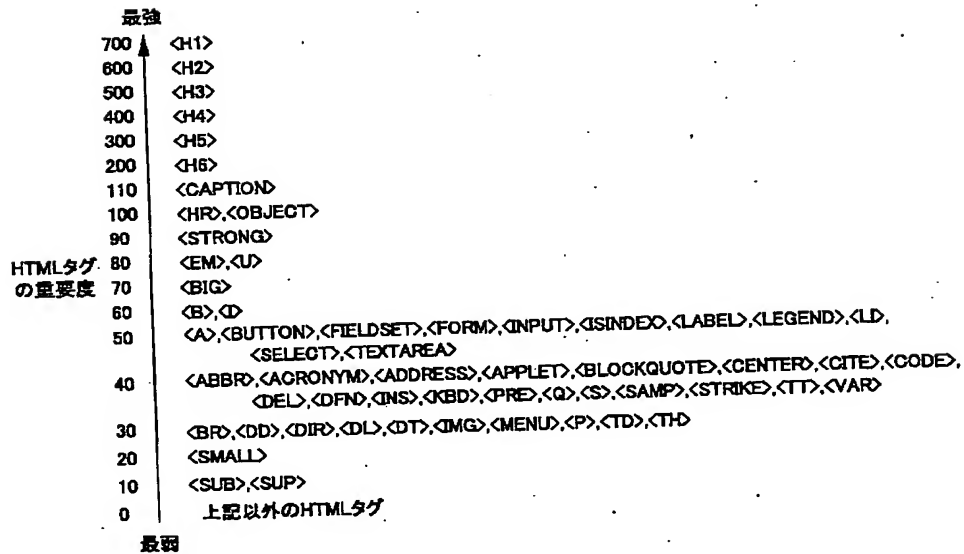 最強
700 <H1>
600 <H2>
500 <H3>
400 <H4>
300 <H5>
200 <H6>
110 <CAPTION>
100 <HR>,<OBJECT>
90 <STRONG>
HTMLタグ 80 <EM>,<U>
の重要度 70 <BIG>
60 <B>,<I>
50 <A>,<BUTTON>,<FIELDSET>,<FORM>,<INPUT>,<ISINDEX>,<LABEL>,<LEGEND>,<LI>,
<SELECT>,<TEXTAREA>
40 <ABBR>,<ACRONYM>,<ADDRESS>,<APPLET>,<BLOCKQUOTE>,<CENTER>,<CITE>,<CODE>,
<DEL>,<DFN>,<INS>,<KBD>,<PRE>,<Q>,<S>,<SAMP>,<STRIKE>,<TT>,<VAR>
30 <BR>,<DD>,<DIR>,<DL>,<DT>,<IMG>,<MENU>,<P>,<TD>,<TH>
20 <SMALL>
10 <SUB>,<SUP>
0 上記以外のHTMLタグ
最弱